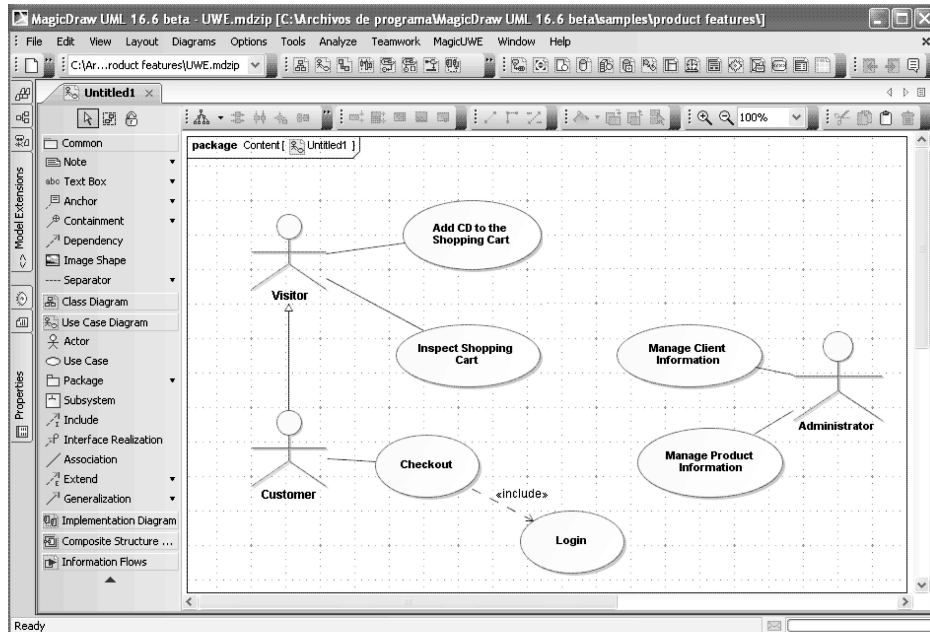 MagicDraw UML 16.6 beta - UWE.mdzip [C:\Archivos de programa\MagicDraw UML 16.6 beta\samples\product features\]
File Edit View Layout Diagrams Options Tools Analyze Teamwork MagicUWE Window Help
C:\Ar...roduct features\UWE.mdzip
Untitled1
100%
Model Extensions
Properties
Common
Note
abc Text Box
Anchor
Containment
Dependency
Image Shape
Separator
Class Diagram
Use Case Diagram
Actor
Use Case
Package
Subsystem
Include
Interface Realization
Association
Extend
Generalization
Implementation Diagram
Composite Structure ...
Information Flows
package Content [ Untitled1 ]
Add CD to the
Shopping Cart
Visitor
Inspect Shopping
Cart
Manage Client
Information
Administrator
Manage Product
Information
Checkout
Customer
«include»
Login
Ready